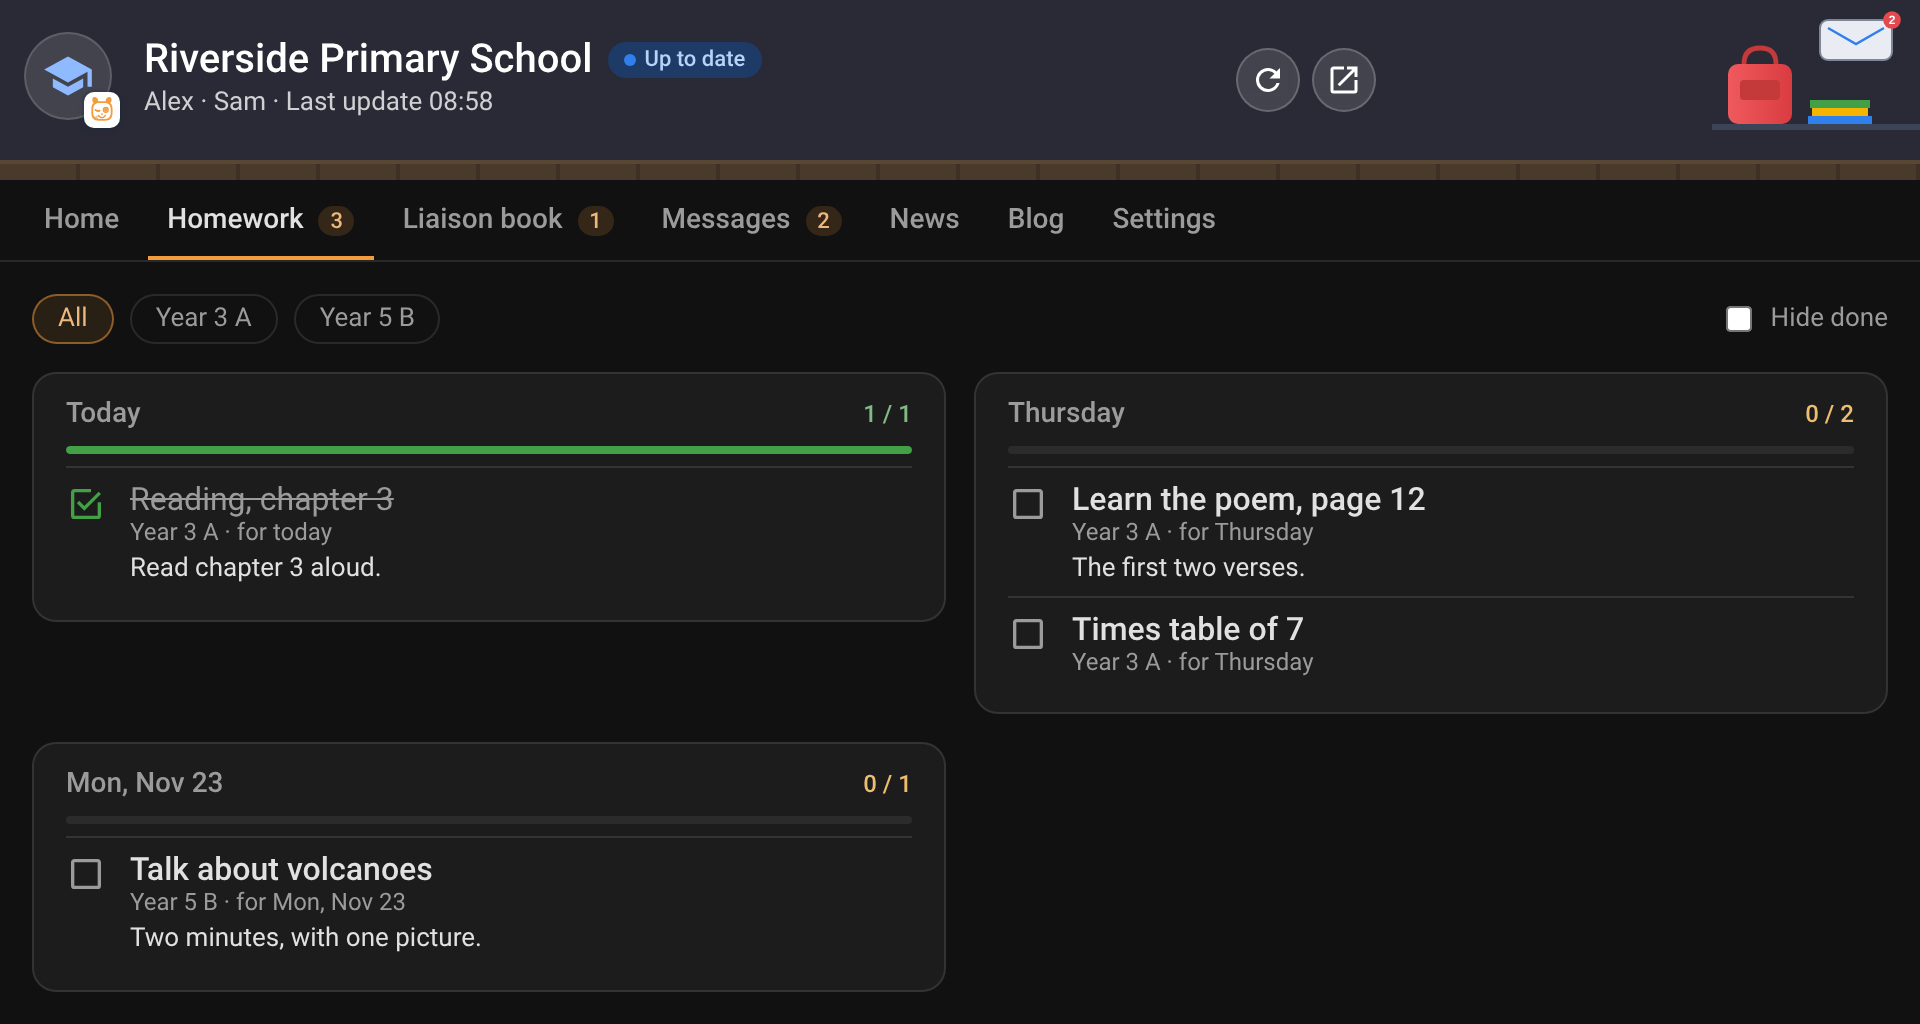 Riverside Primary School
Up to date
Alex · Sam · Last update 08:58
2
Home
Homework 3
Liaison book 1
Messages 2
News
Blog
Settings
All
Year 3 A
Year 5 B
Hide done
Today
1 / 1
Reading, chapter 3
Year 3 A · for today
Read chapter 3 aloud.
Thursday
0 / 2
Learn the poem, page 12
Year 3 A · for Thursday
The first two verses.
Times table of 7
Year 3 A · for Thursday
Mon, Nov 23
0 / 1
Talk about volcanoes
Year 5 B · for Mon, Nov 23
Two minutes, with one picture.